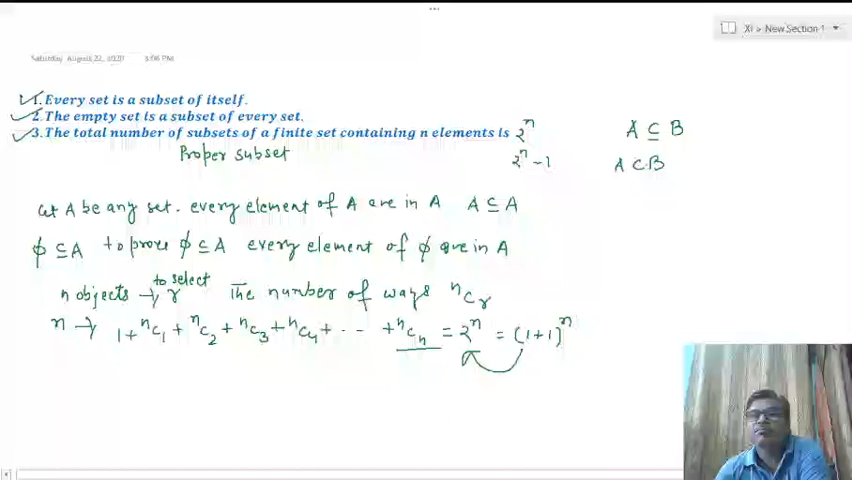 XI > New Section 1
Saturday August 22, 2020 3:06 PM
1. Every set is a subset of itself.
2. The empty set is a subset of every set.
3. The total number of subsets of a finite set containing n elements is 2ⁿ
Proper subset 2ⁿ - 1
A ⊆ B
A ⊂ B
Let A be any set. every element of A are in A A ⊆ A
ϕ ⊆ A to prove ϕ ⊆ A every element of ϕ are in A
n objects → to select r The number of ways ⁿCᵣ
n → 1 + ⁿC₁ + ⁿC₂ + ⁿC₃ + ⁿC₄ + ... + ⁿCₙ = 2ⁿ = (1+1)ⁿ